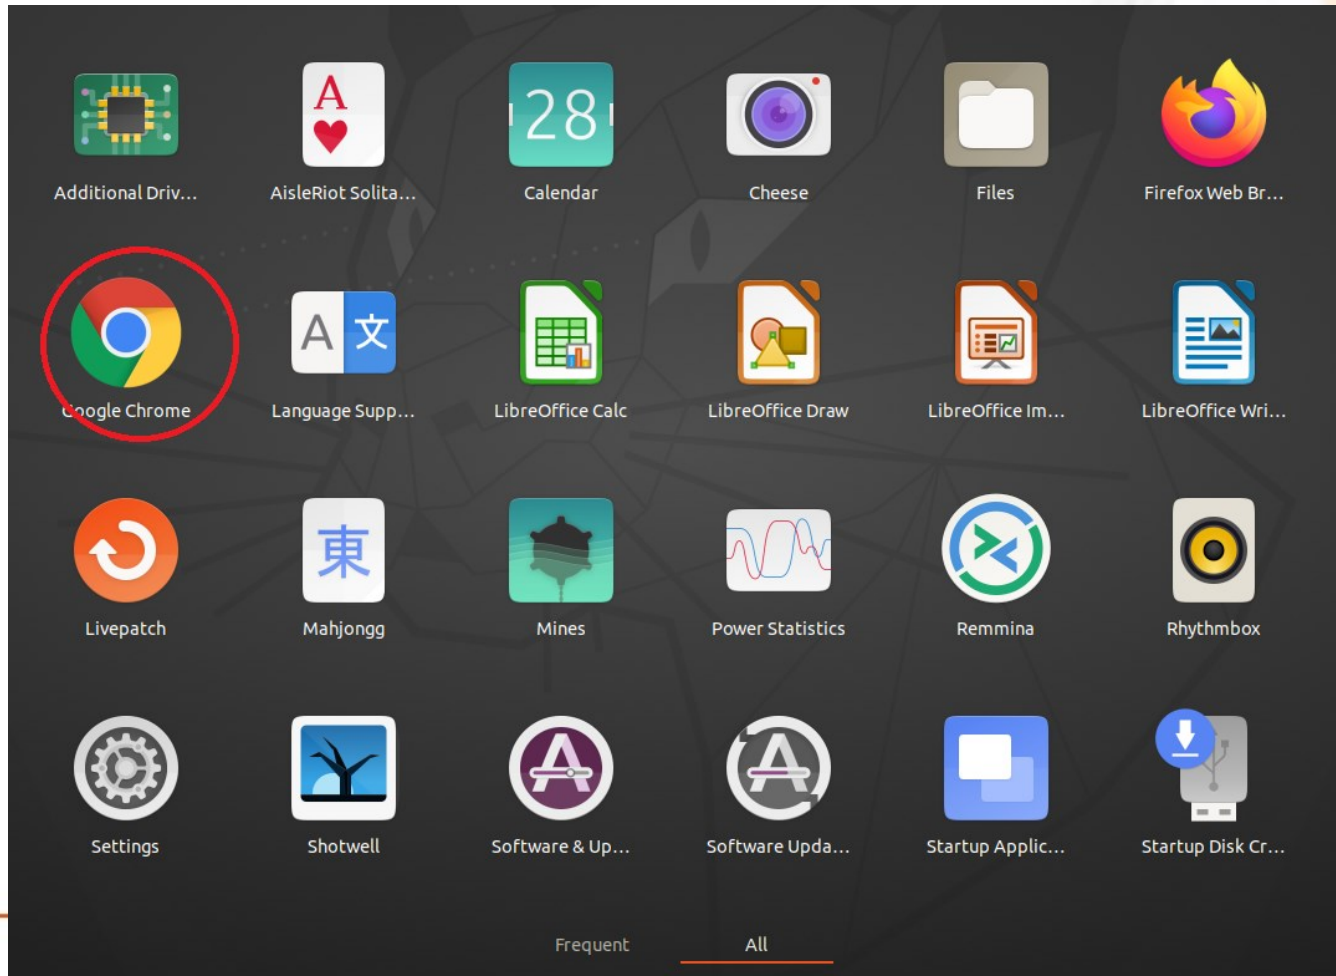 A
28
Additional Driv...
AisleRiot Solita...
Calendar
Cheese
Files
Firefox Web Br...
A 文
Google Chrome
Language Supp...
LibreOffice Calc
LibreOffice Draw
LibreOffice Im...
LibreOffice Wri...
東
Livepatch
Mahjongg
Mines
Power Statistics
Remmina
Rhythmbox
Settings
Shotwell
Software & Up...
Software Upda...
Startup Applic...
Startup Disk Cr...
Frequent
All